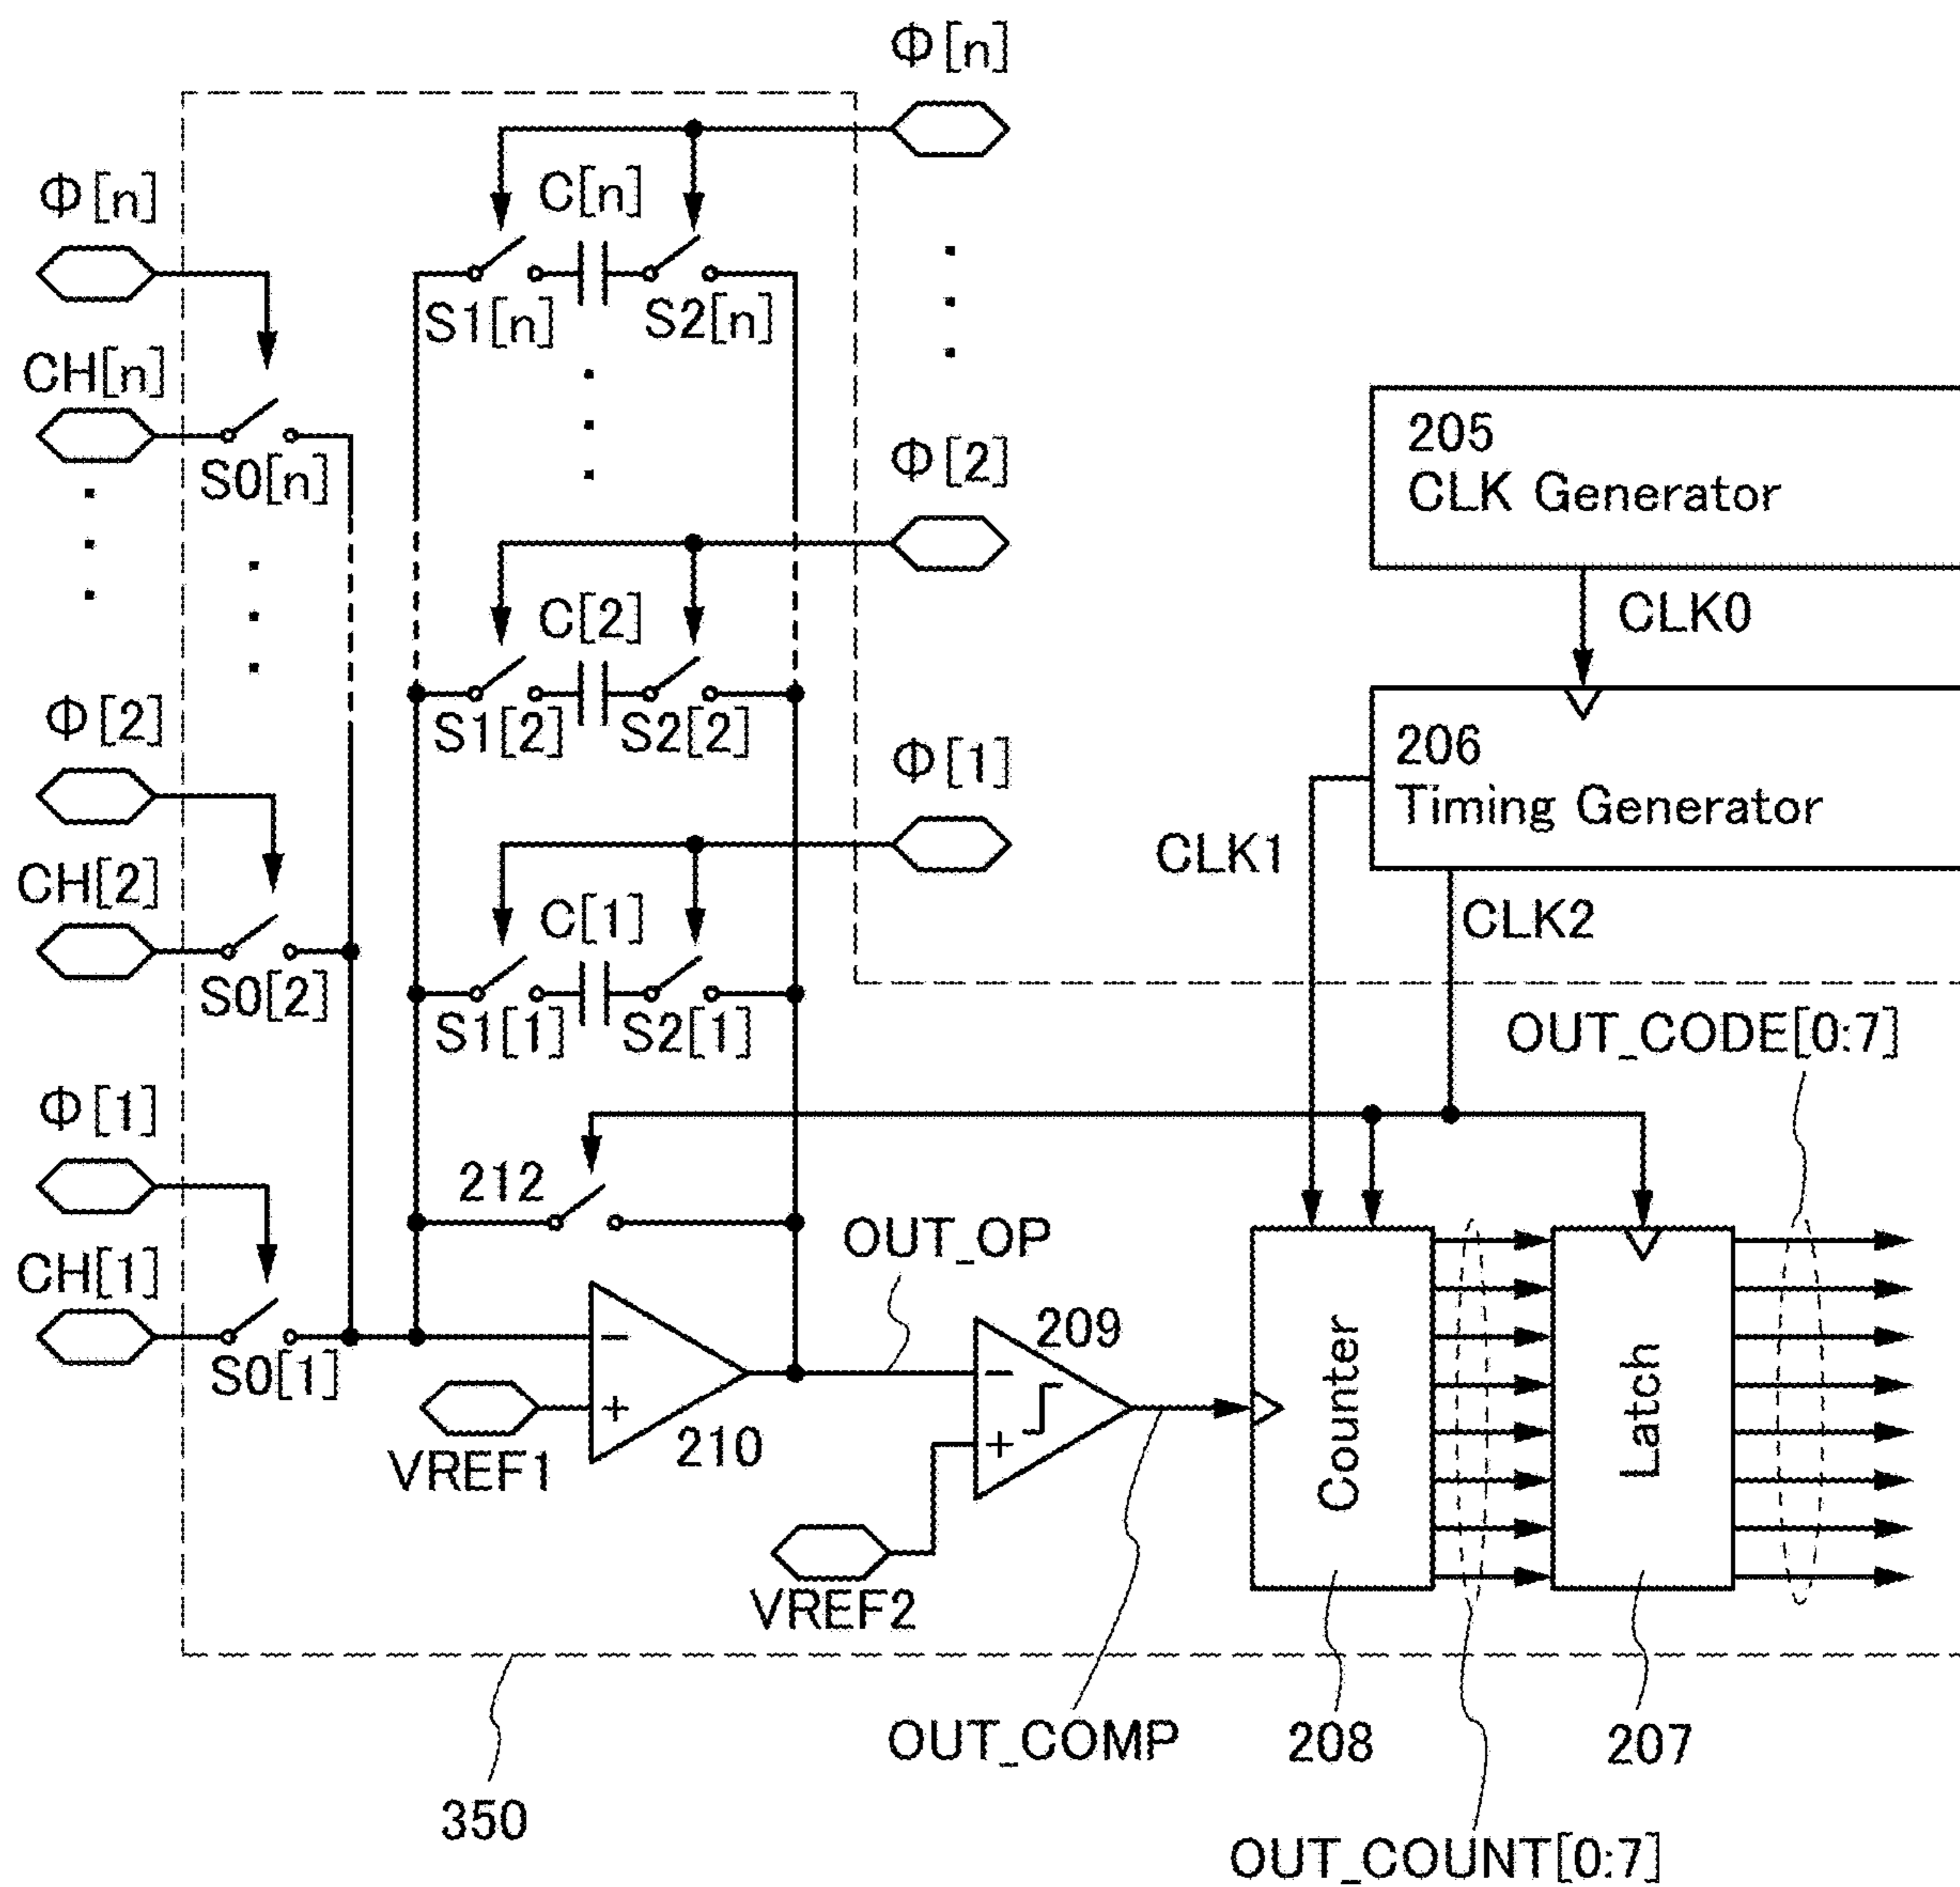 Φ[n]
Φ[n]
C[n]
S1[n]
S2[n]
CH[n]
S0[n]
Φ[2]
205
CLK Generator
CLK0
C[2]
S1[2]
S2[2]
Φ[2]
CH[2]
S0[2]
Φ[1]
206
Timing Generator
CLK1
CLK2
C[1]
S1[1]
S2[1]
OUT_CODE[0:7]
Φ[1]
CH[1]
S0[1]
212
OUT_OP
−
+
210
VREF1
209
−
+
VREF2
Counter
Latch
OUT_COMP
208
207
350
OUT_COUNT[0:7]